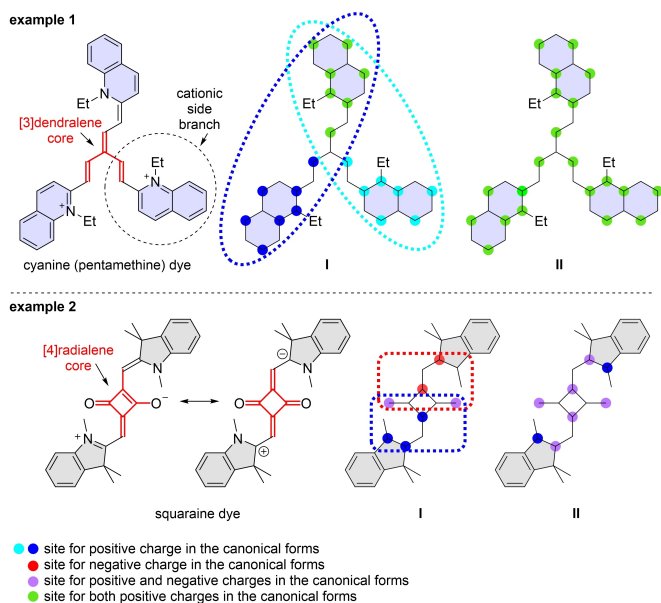 example 1
N
Et
[3]dendralene
core
cationic
side
branch
Et
N
+
N
+
Et
cyanine (pentamethine) dye
Et
Et
Et
I
Et
Et
Et
II
example 2
[4]radialene
core
N
O
O−
N
+
−
N
O
O
N
+
squaraine dye
N
N
I
N
N
II
site for positive charge in the canonical forms
site for negative charge in the canonical forms
site for positive and negative charges in the canonical forms
site for both positive charges in the canonical forms